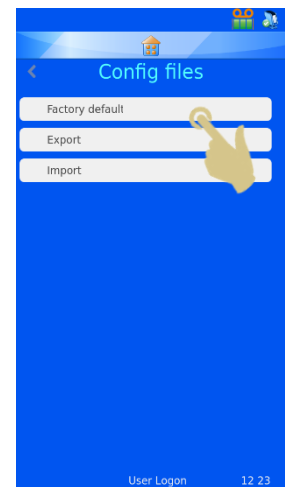 Config files
Factory default
Export
Import
User Logon 12 23